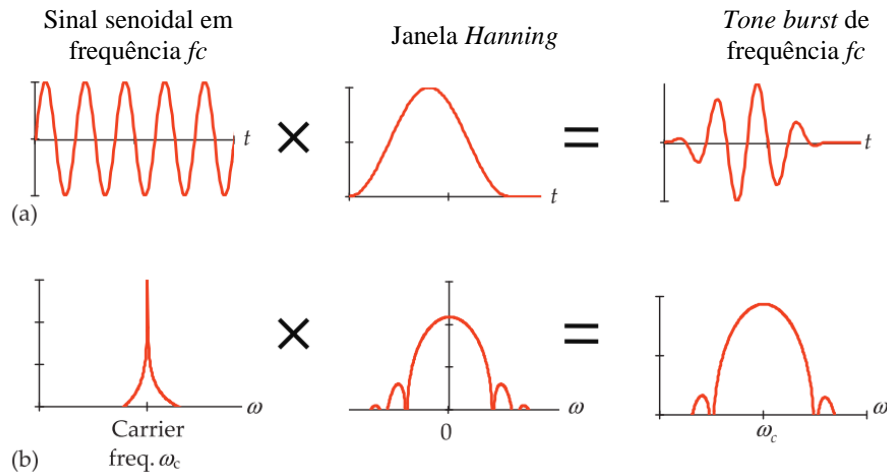 Sinal senoidal em
frequência fc
Janela Hanning
Tone burst de
frequência fc
t
×
t
=
t
(a)
×
=
ω
ω
ω
Carrier
freq. ωc
0
ωc
(b)